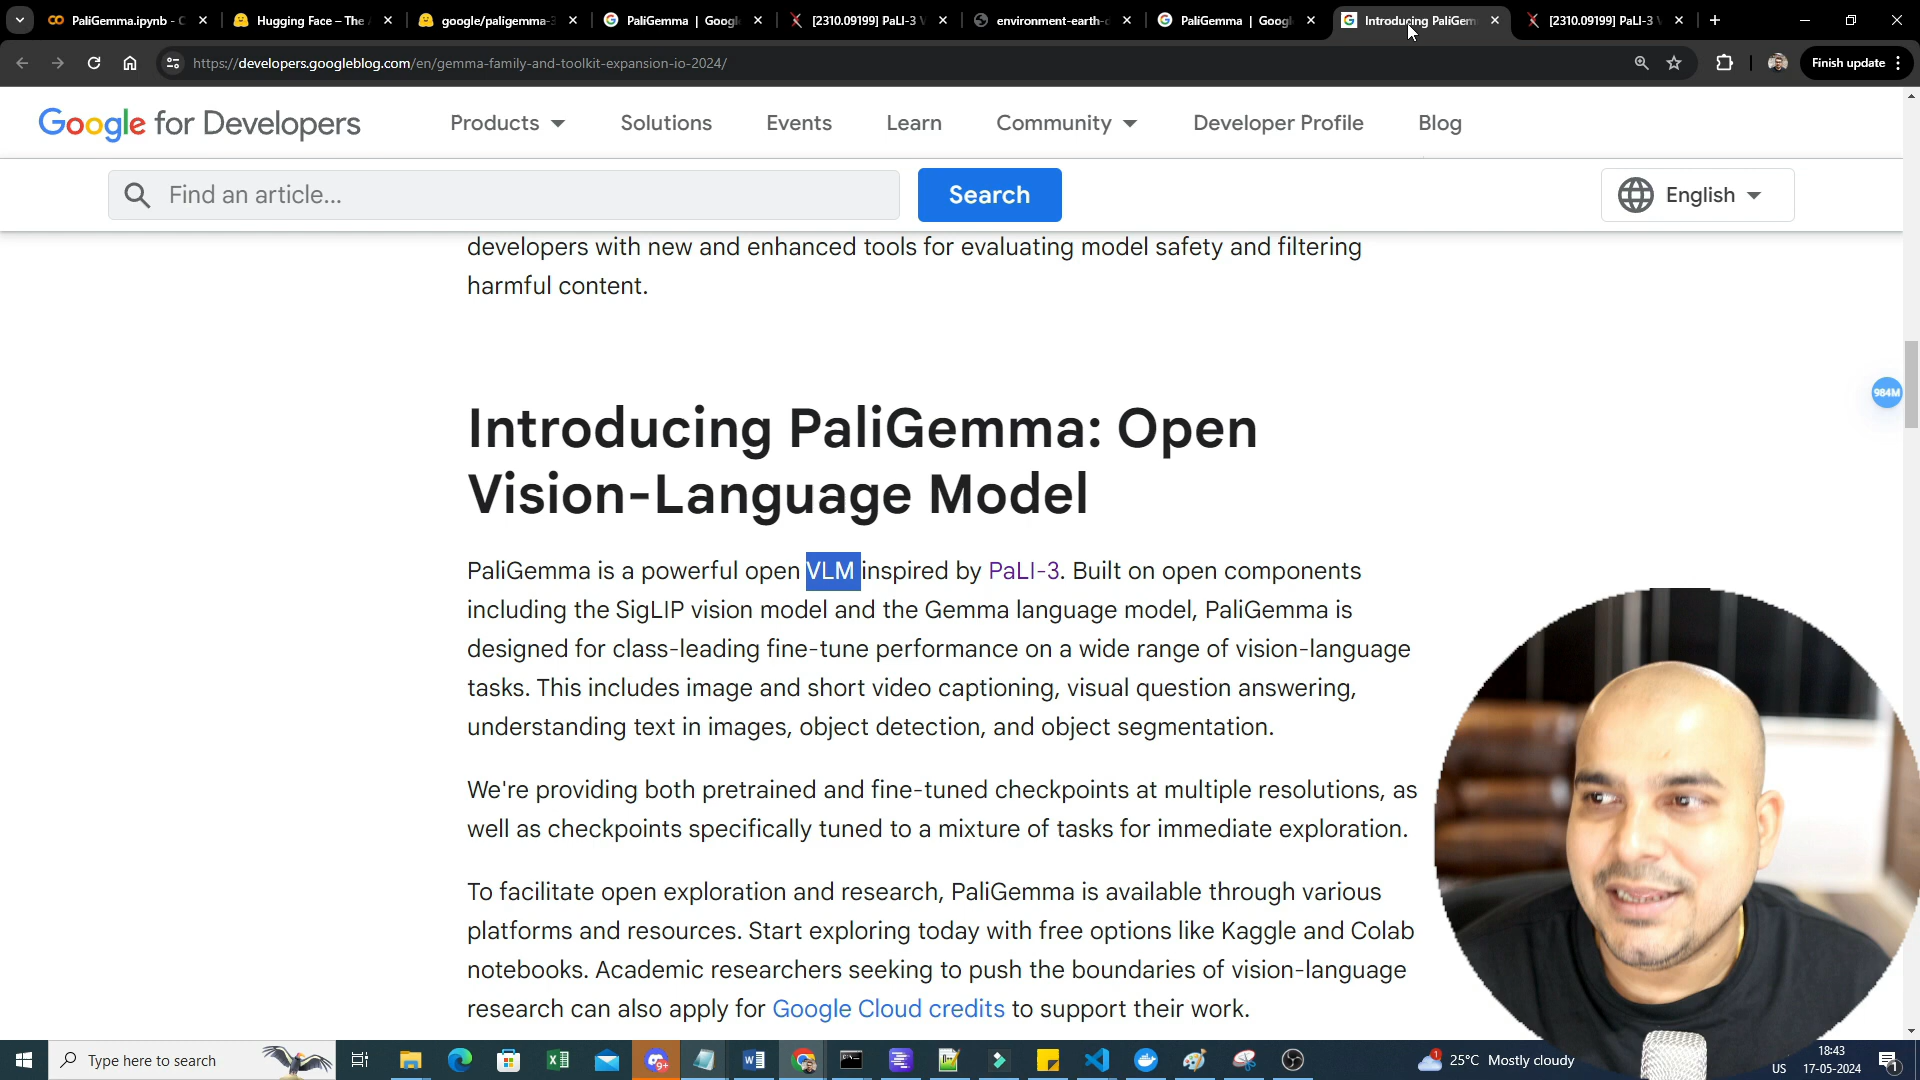 PaliGemma.ipynb - C
Hugging Face – The
google/paligemma-3
PaliGemma | Googl
[2310.09199] PaLI-3 V
environment-earth-d
PaliGemma | Googl
Introducing PaliGem
[2310.09199] PaLI-3 V
https://developers.googleblog.com/en/gemma-family-and-toolkit-expansion-io-2024/
Finish update
Google for Developers
Products
Solutions
Events
Learn
Community
Developer Profile
Blog
Find an article...
Search
English
developers with new and enhanced tools for evaluating model safety and filtering
harmful content.
984M
Introducing PaliGemma: Open
Vision-Language Model
PaliGemma is a powerful open VLM inspired by PaLI-3. Built on open components
including the SigLIP vision model and the Gemma language model, PaliGemma is
designed for class-leading fine-tune performance on a wide range of vision-language
tasks. This includes image and short video captioning, visual question answering,
understanding text in images, object detection, and object segmentation.
We're providing both pretrained and fine-tuned checkpoints at multiple resolutions, as
well as checkpoints specifically tuned to a mixture of tasks for immediate exploration.
To facilitate open exploration and research, PaliGemma is available through various
platforms and resources. Start exploring today with free options like Kaggle and Colab
notebooks. Academic researchers seeking to push the boundaries of vision-language
research can also apply for Google Cloud credits to support their work.
Type here to search
9+
1
25°C Mostly cloudy
US
18:43
17-05-2024
1